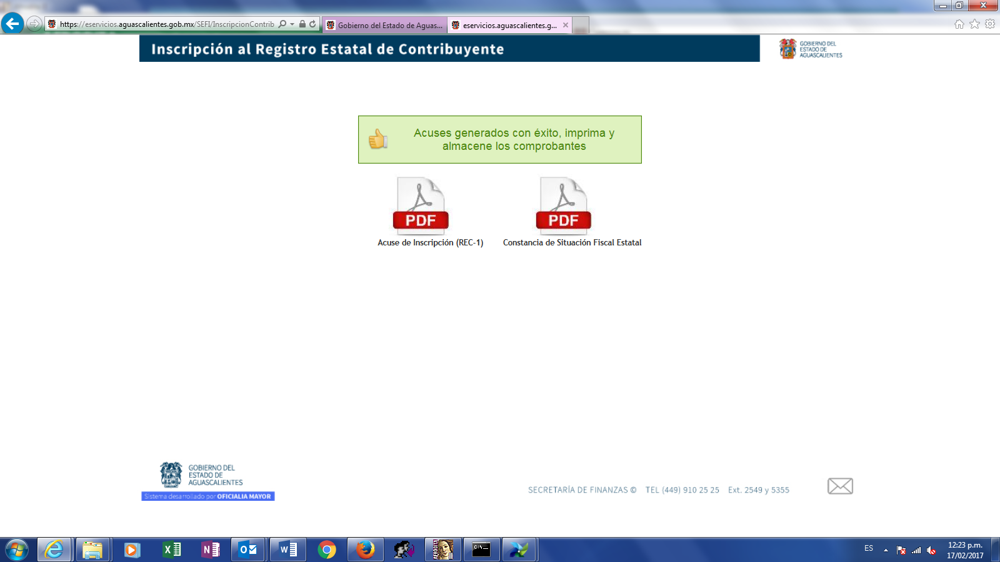 https://eservicios.aguascalientes.gob.mx/SEFI/InscripcionContrib
Gobierno del Estado de Aguas...
eservicios.aguascalientes.g...
Inscripción al Registro Estatal de Contribuyente
GOBIERNO DEL
ESTADO DE
AGUASCALIENTES
Acuses generados con éxito, imprima y
almacene los comprobantes
PDF
PDF
Acuse de Inscripción (REC-1)
Constancia de Situación Fiscal Estatal
GOBIERNO DEL
ESTADO DE
AGUASCALIENTES
Sistema desarrollado por OFICIALIA MAYOR
SECRETARÍA DE FINANZAS © TEL (449) 910 25 25 Ext. 2549 y 5355
ES
12:23 p.m.
17/02/2017